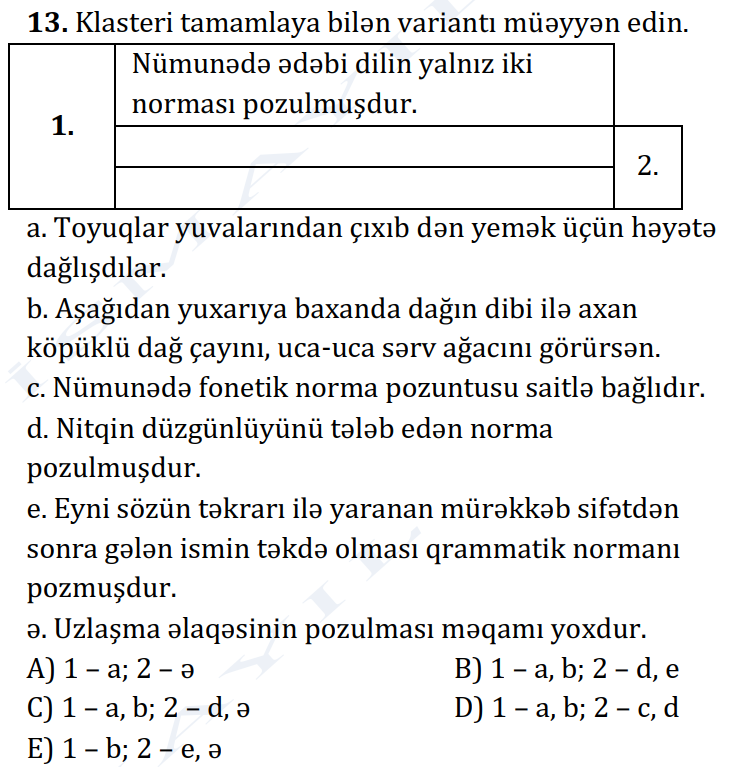 13. Klasteri tamamlaya bilən variantı müəyyən edin.
Nümunədə ədəbi dilin yalnız iki
norması pozulmuşdur.
1.
2.
a. Toyuqlar yuvalarından çıxıb dən yemək üçün həyətə
dağlışdılar.
b. Aşağıdan yuxarıya baxanda dağın dibi ilə axan
köpüklü dağ çayını, uca-uca sərv ağacını görürsən.
c. Nümunədə fonetik norma pozuntusu saitlə bağlıdır.
d. Nitqin düzgünlüyünü tələb edən norma
pozulmuşdur.
e. Eyni sözün təkrarı ilə yaranan mürəkkəb sifətdən
sonra gələn ismin təkdə olması qrammatik normanı
pozmuşdur.
ə. Uzlaşma əlaqəsinin pozulması məqamı yoxdur.
A) 1 – a; 2 – ə B) 1 – a, b; 2 – d, e
C) 1 – a, b; 2 – d, ə D) 1 – a, b; 2 – c, d
E) 1 – b; 2 – e, ə